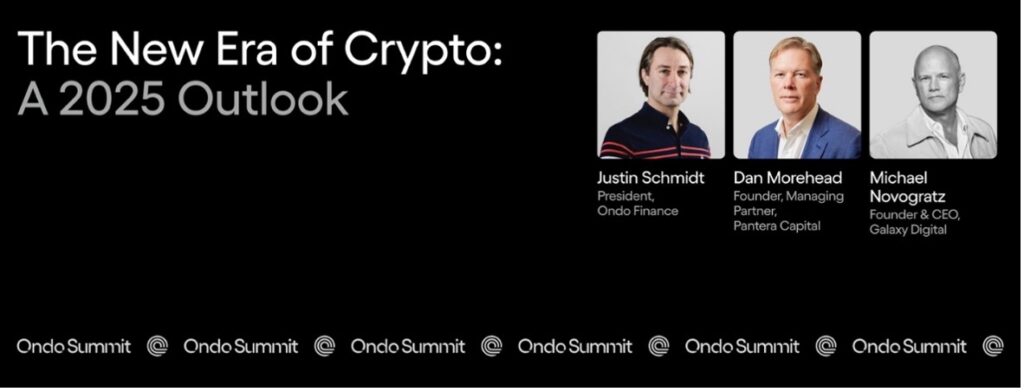 The New Era of Crypto:
A 2025 Outlook
Justin Schmidt
President,
Ondo Finance
Dan Morehead
Founder, Managing
Partner,
Pantera Capital
Michael
Novogratz
Founder & CEO,
Galaxy Digital
Ondo Summit Ondo Summit Ondo Summit Ondo Summit Ondo Summit Ondo Summit